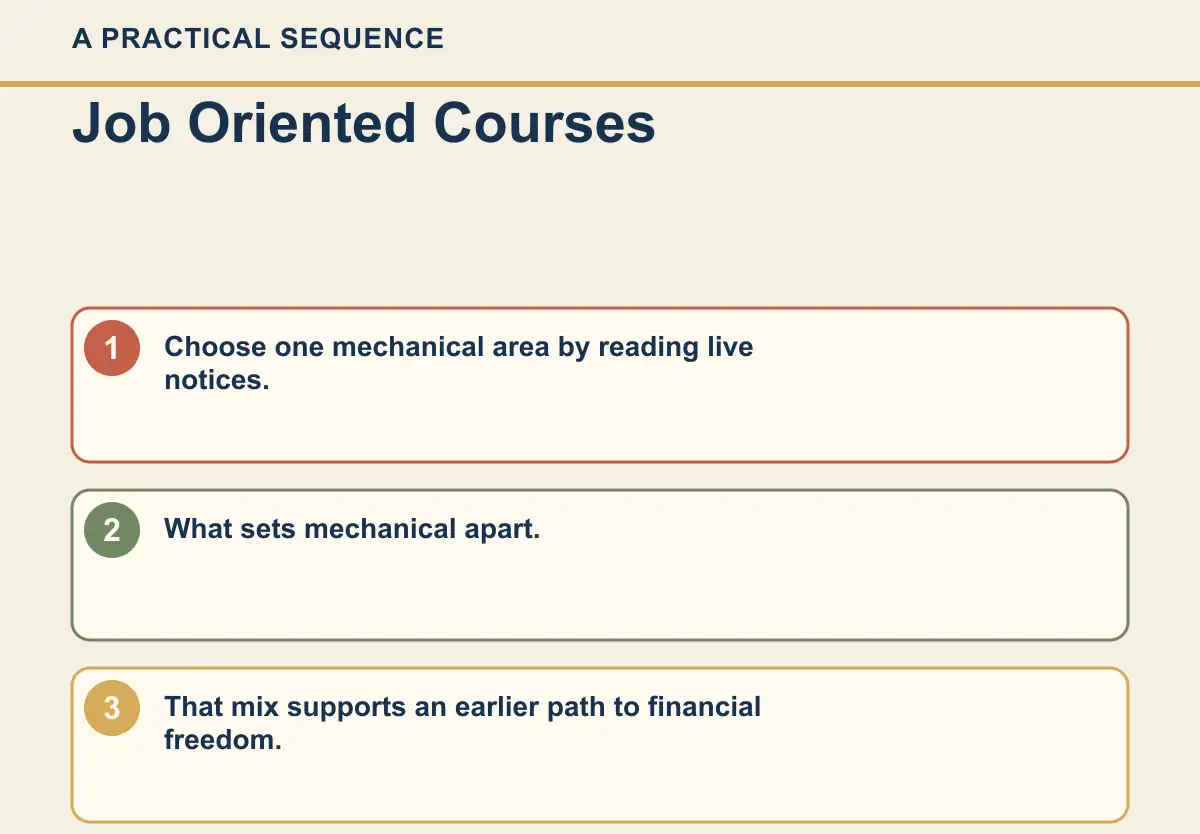 A PRACTICAL SEQUENCE
Job Oriented Courses
1
Choose one mechanical area by reading live
notices.
2
What sets mechanical apart.
3
That mix supports an earlier path to financial
freedom.